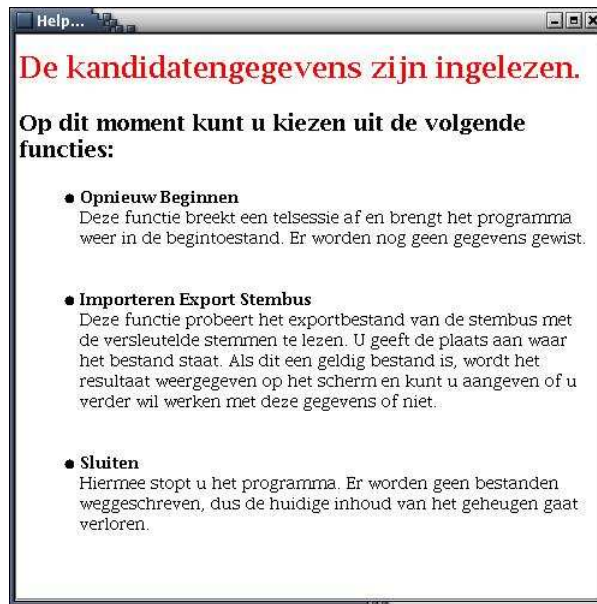 Help...
De kandidatengegevens zijn ingelezen.
Op dit moment kunt u kiezen uit de volgende
functies:
Opnieuw Beginnen
Deze functie breekt een telsessie af en brengt het programma
weer in de begintoestand. Er worden nog geen gegevens gewist.
Importeren Export Stembus
Deze functie probeert het exportbestand van de stembus met
de versleutelde stemmen te lezen. U geeft de plaats aan waar
het bestand staat. Als dit een geldig bestand is, wordt het
resultaat weergegeven op het scherm en kunt u aangeven of u
verder wil werken met deze gegevens of niet.
Sluiten
Hiermee stopt u het programma. Er worden geen bestanden
weggeschreven, dus de huidige inhoud van het geheugen gaat
verloren.